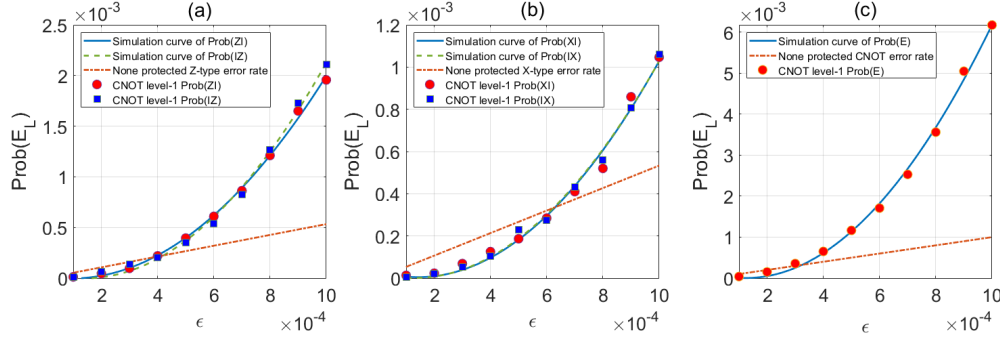 (a)
×10⁻³
2.5
2
1.5
1
0.5
0
Prob(E_L)
Simulation curve of Prob(ZI)
Simulation curve of Prob(IZ)
None protected Z-type error rate
CNOT level-1 Prob(ZI)
CNOT level-1 Prob(IZ)
2 4 6 8 10
ϵ ×10⁻⁴
(b)
×10⁻³
1.2
1
0.8
0.6
0.4
0.2
0
Prob(E_L)
Simulation curve of Prob(XI)
Simulation curve of Prob(IX)
None protected X-type error rate
CNOT level-1 Prob(XI)
CNOT level-1 Prob(IX)
2 4 6 8 10
ϵ ×10⁻⁴
(c)
×10⁻³
6
5
4
3
2
1
0
Prob(E_L)
Simulation curve of Prob(E)
None protected CNOT error rate
CNOT level-1 Prob(E)
2 4 6 8 10
ϵ ×10⁻⁴